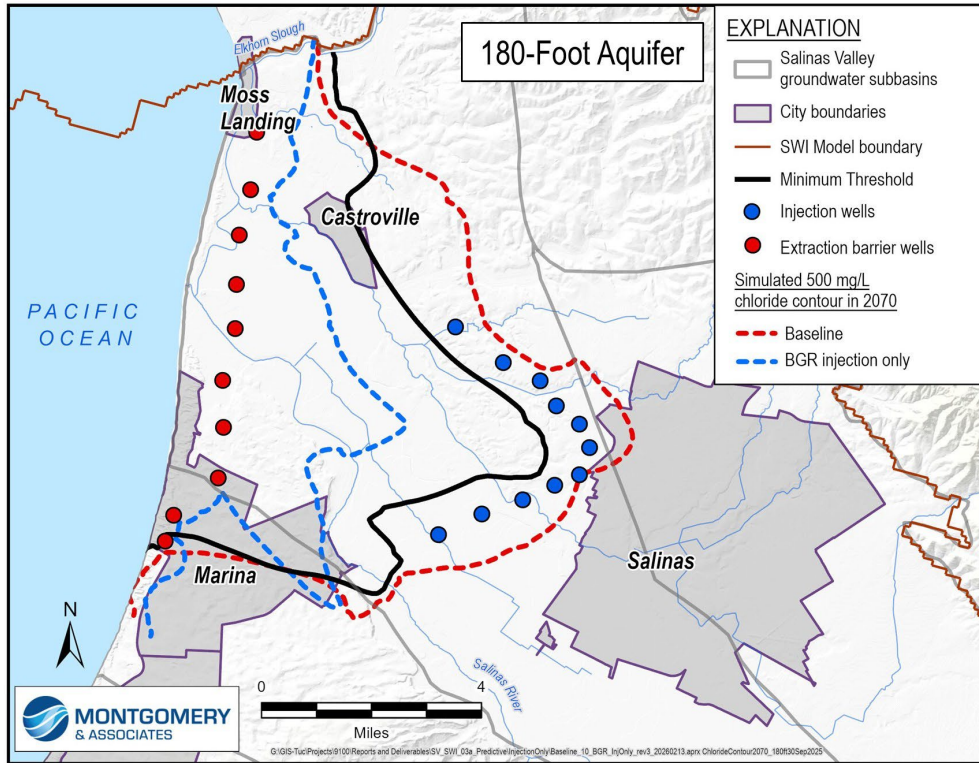 180-Foot Aquifer
EXPLANATION
Salinas Valley
groundwater subbasins
City boundaries
SWI Model boundary
Minimum Threshold
Injection wells
Extraction barrier wells
Simulated 500 mg/L
chloride contour in 2070
Baseline
BGR injection only
Elkhorn Slough
Moss
Landing
Castroville
PACIFIC
OCEAN
Marina
Salinas
Salinas River
N
0 4
Miles
MONTGOMERY
& ASSOCIATES
G:\GIS-Tuc\Projects\9100\Reports and Deliverables\SV_SWI_03a_Predictive\InjectionOnly\Baseline_10_BGR_InjOnly_rev3_20260213.aprx ChlorideContour2070_180ft30Sep2025